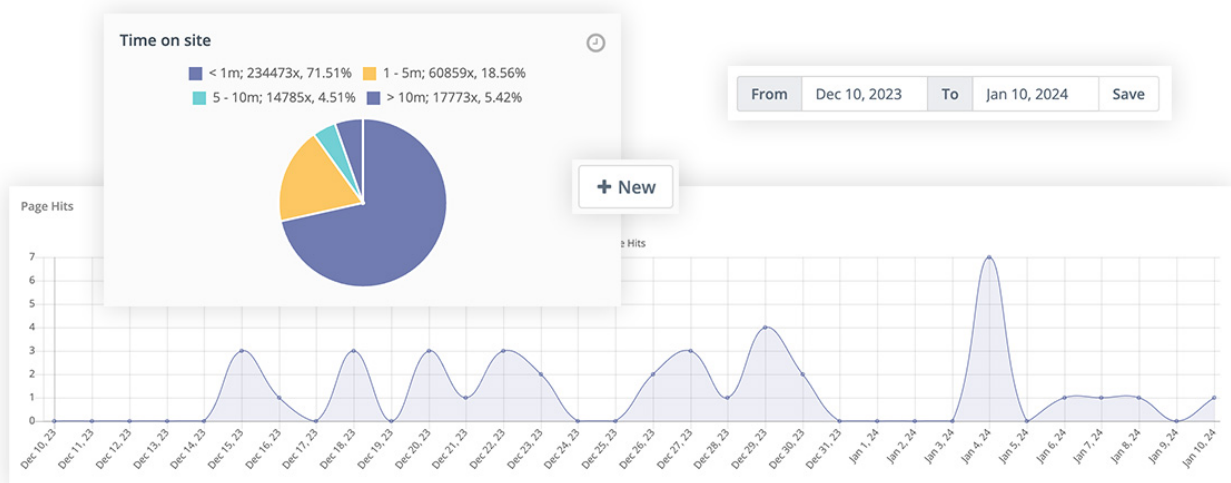 Time on site
< 1m; 234473x, 71.51% 1 - 5m; 60859x, 18.56%
5 - 10m; 14785x, 4.51% > 10m; 17773x, 5.42%
From Dec 10, 2023 To Jan 10, 2024 Save
+ New
Page Hits
Hits
7
6
5
4
3
2
1
0
Dec 10, 23
Dec 11, 23
Dec 12, 23
Dec 13, 23
Dec 14, 23
Dec 15, 23
Dec 16, 23
Dec 17, 23
Dec 18, 23
Dec 19, 23
Dec 20, 23
Dec 21, 23
Dec 22, 23
Dec 23, 23
Dec 24, 23
Dec 25, 23
Dec 26, 23
Dec 27, 23
Dec 28, 23
Dec 29, 23
Dec 30, 23
Dec 31, 23
Jan 1, 24
Jan 2, 24
Jan 3, 24
Jan 4, 24
Jan 5, 24
Jan 6, 24
Jan 7, 24
Jan 8, 24
Jan 9, 24
Jan 10, 24